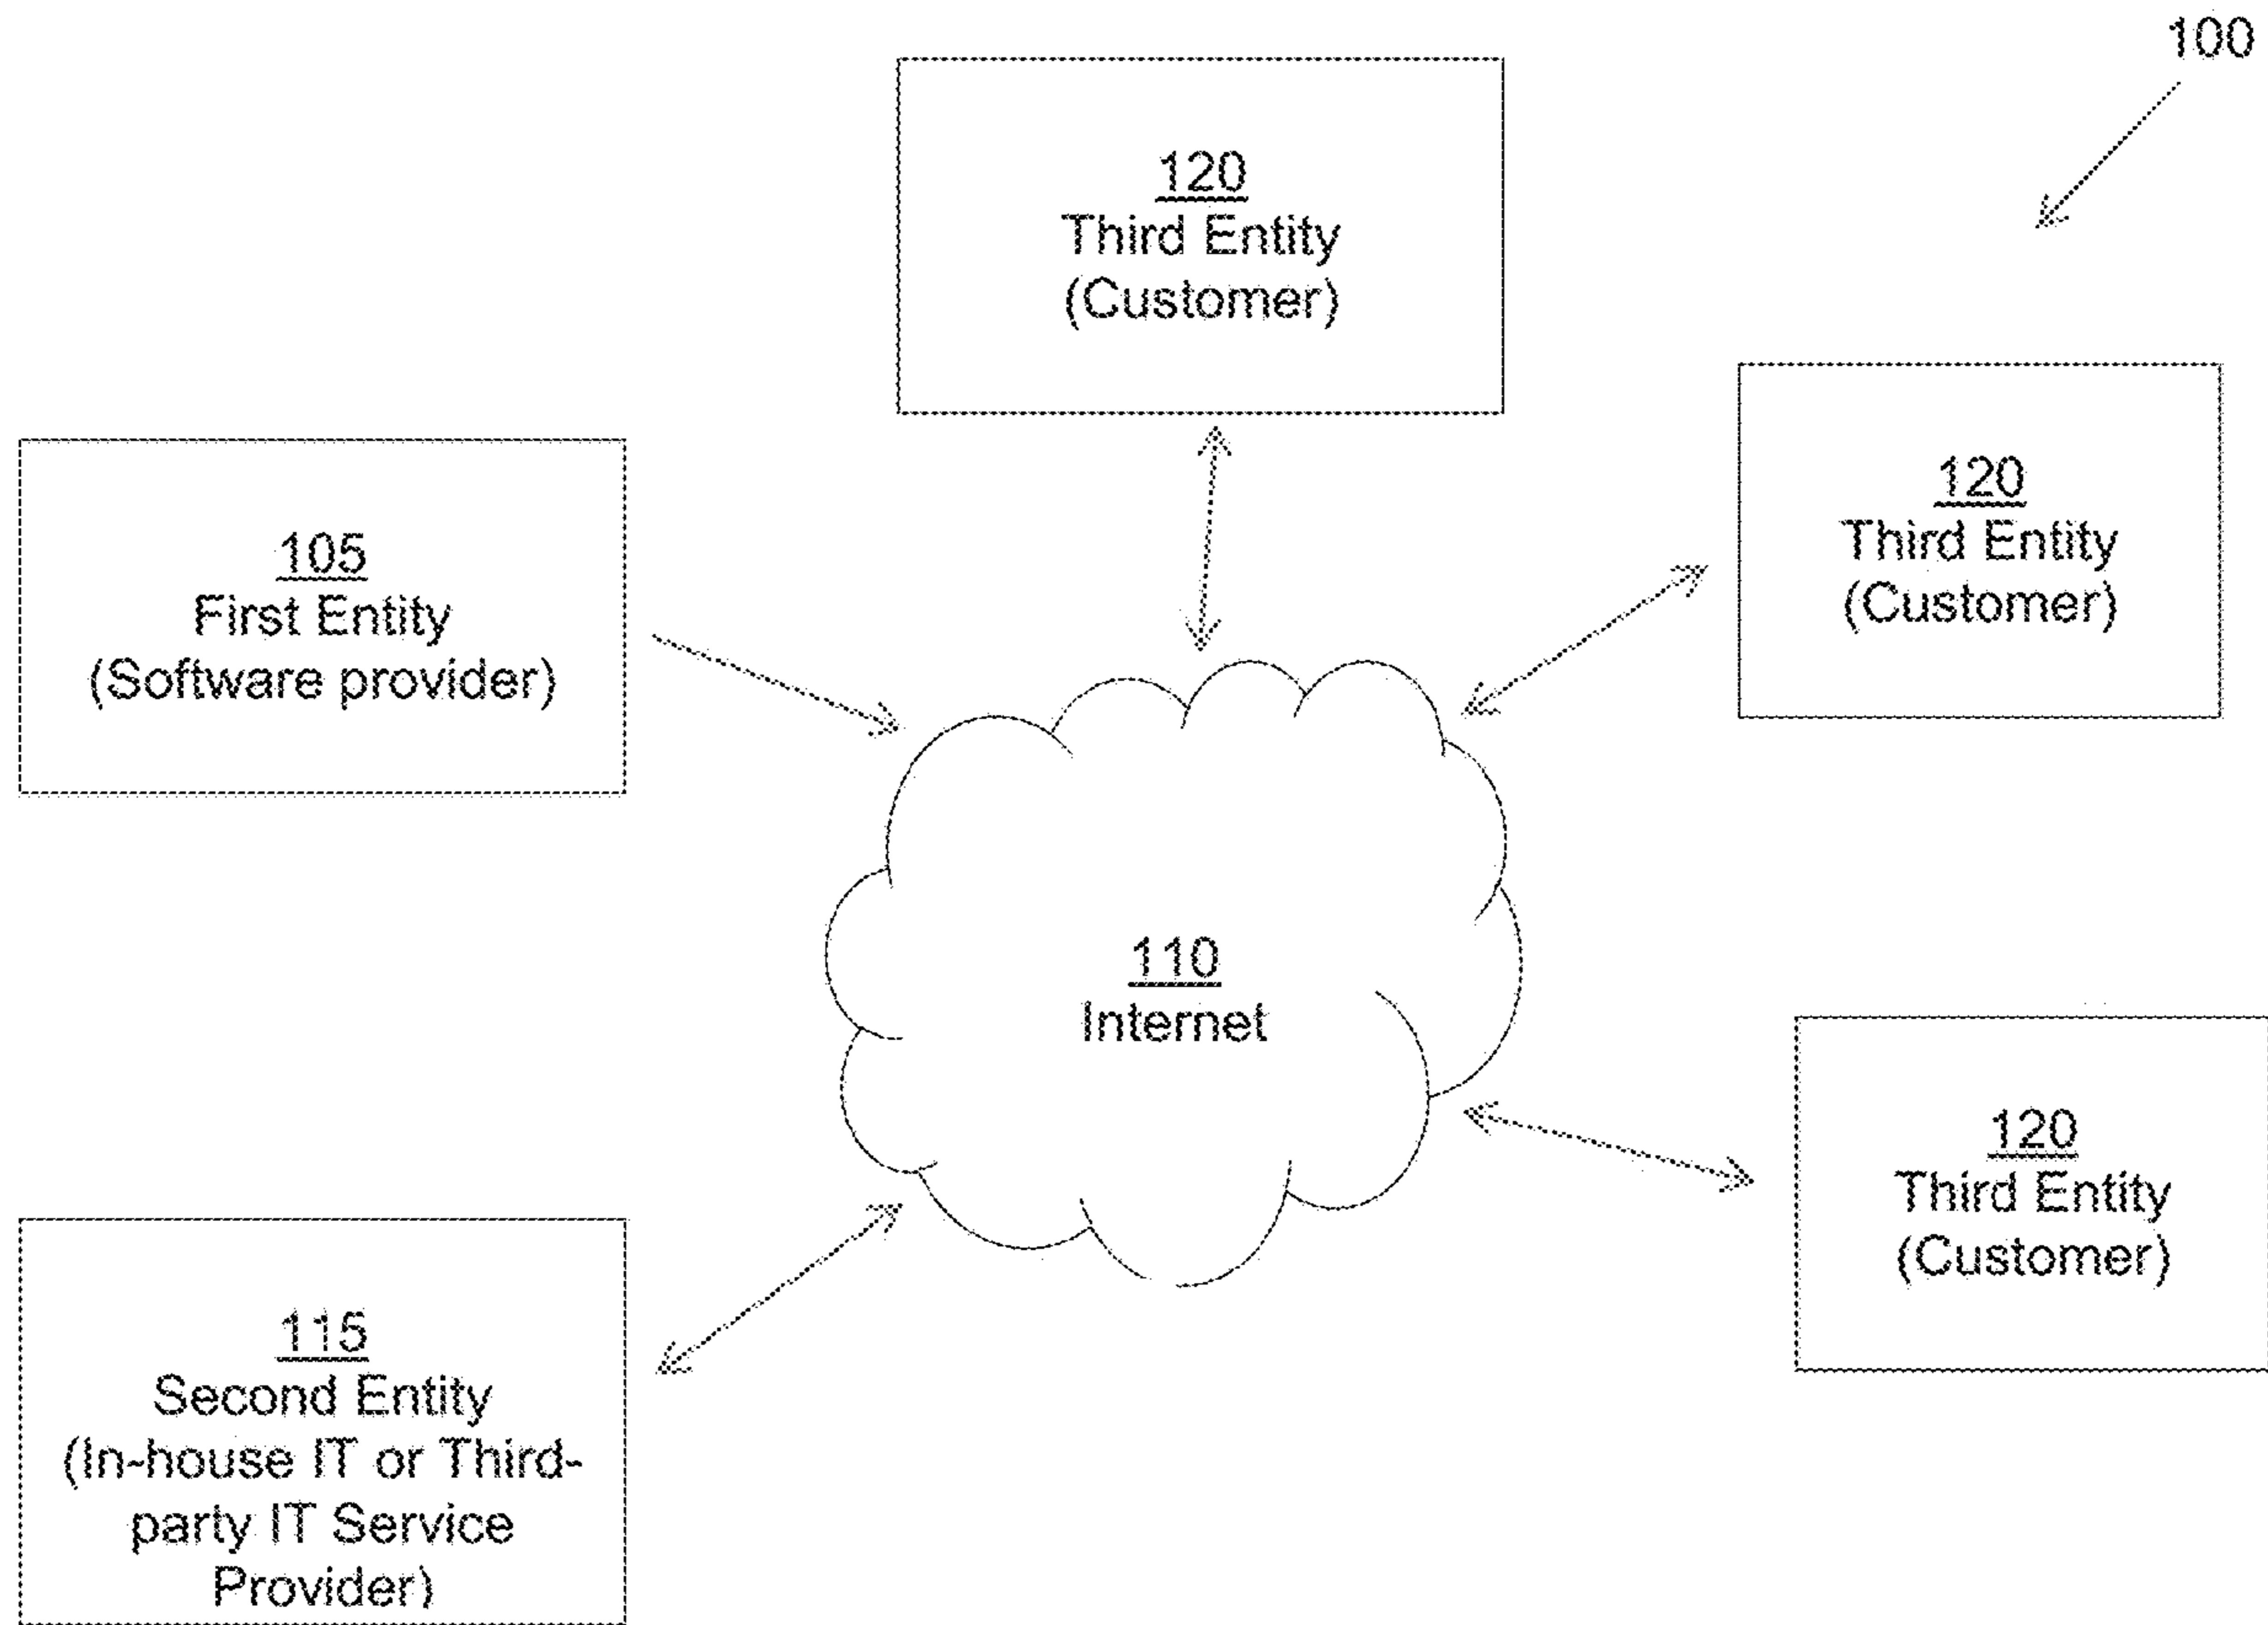 100
120
Third Entity
(Customer)
120
Third Entity
(Customer)
105
First Entity
(Software provider)
110
Internet
120
Third Entity
(Customer)
115
Second Entity
(In-house IT or Third-
party IT Service
Provider)